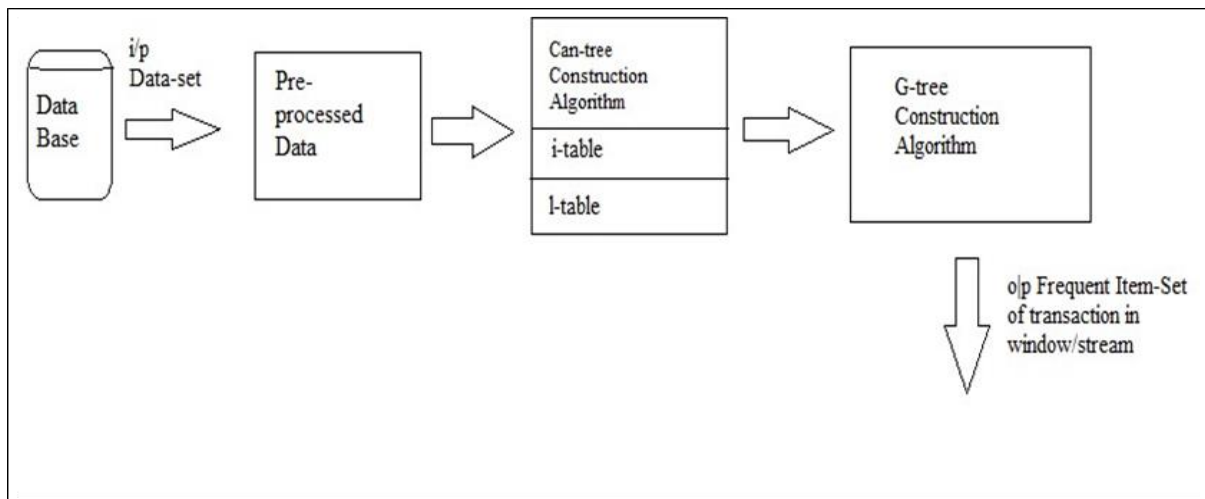 Data
Base
i/p
Data-set
Pre-
processed
Data
Can-tree
Construction
Algorithm
i-table
l-table
G-tree
Construction
Algorithm
o|p Frequent Item-Set
of transaction in
window/stream